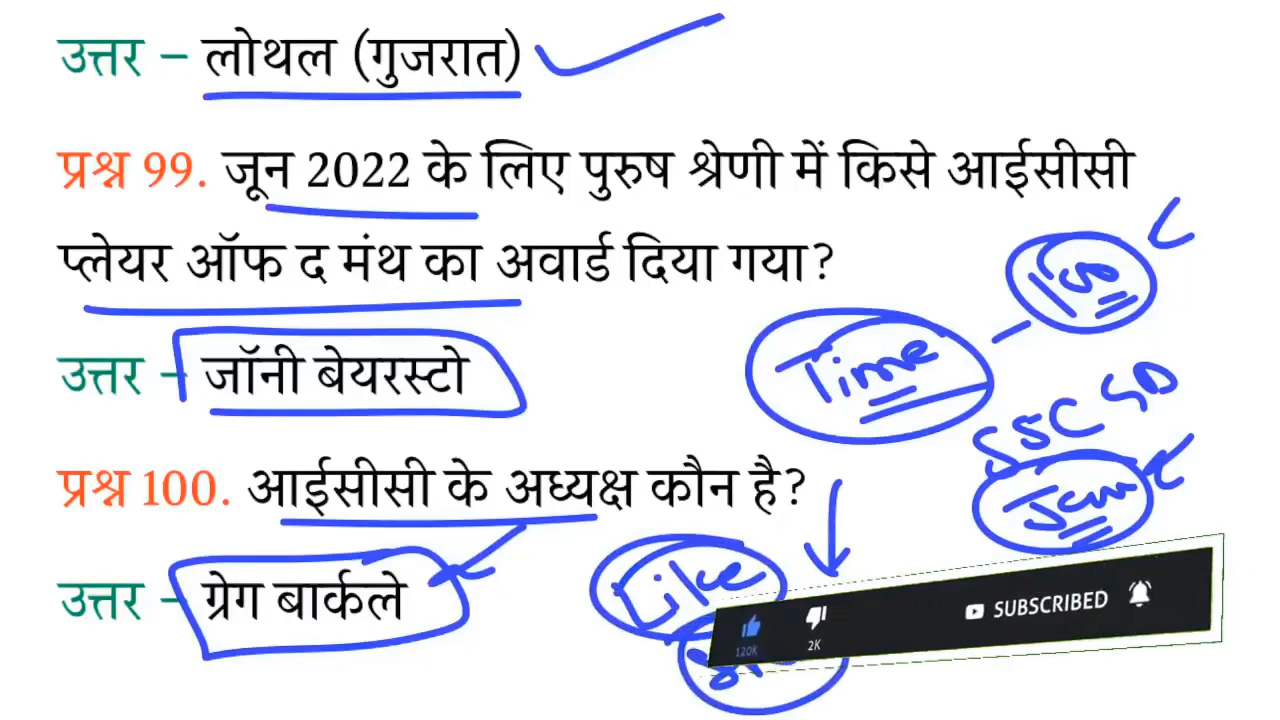 उत्तर – लोथल (गुजरात)
प्रश्न 99. जून 2022 के लिए पुरुष श्रेणी में किसे आईसीसी
प्लेयर ऑफ द मंथ का अवार्ड दिया गया?
उत्तर – जॉनी बेयरस्टो
Time
SSC GD
प्रश्न 100. आईसीसी के अध्यक्ष कौन है?
उत्तर – ग्रेग बार्कले
Like
SUBSCRIBED
120K
2K